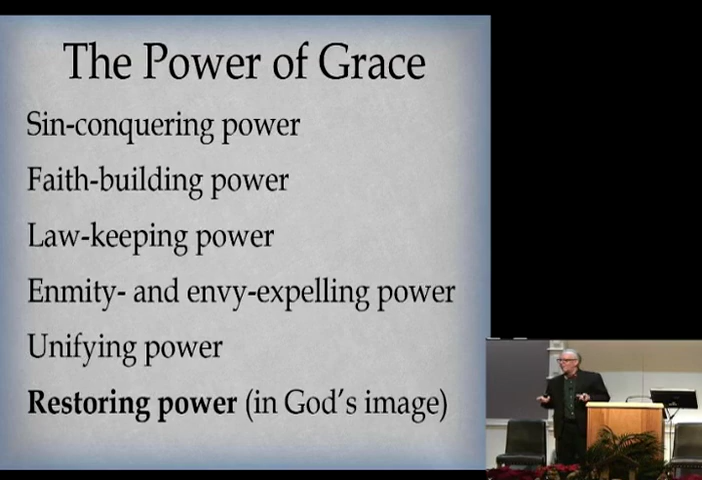 The Power of Grace
Sin-conquering power
Faith-building power
Law-keeping power
Enmity- and envy-expelling power
Unifying power
Restoring power (in God's image)